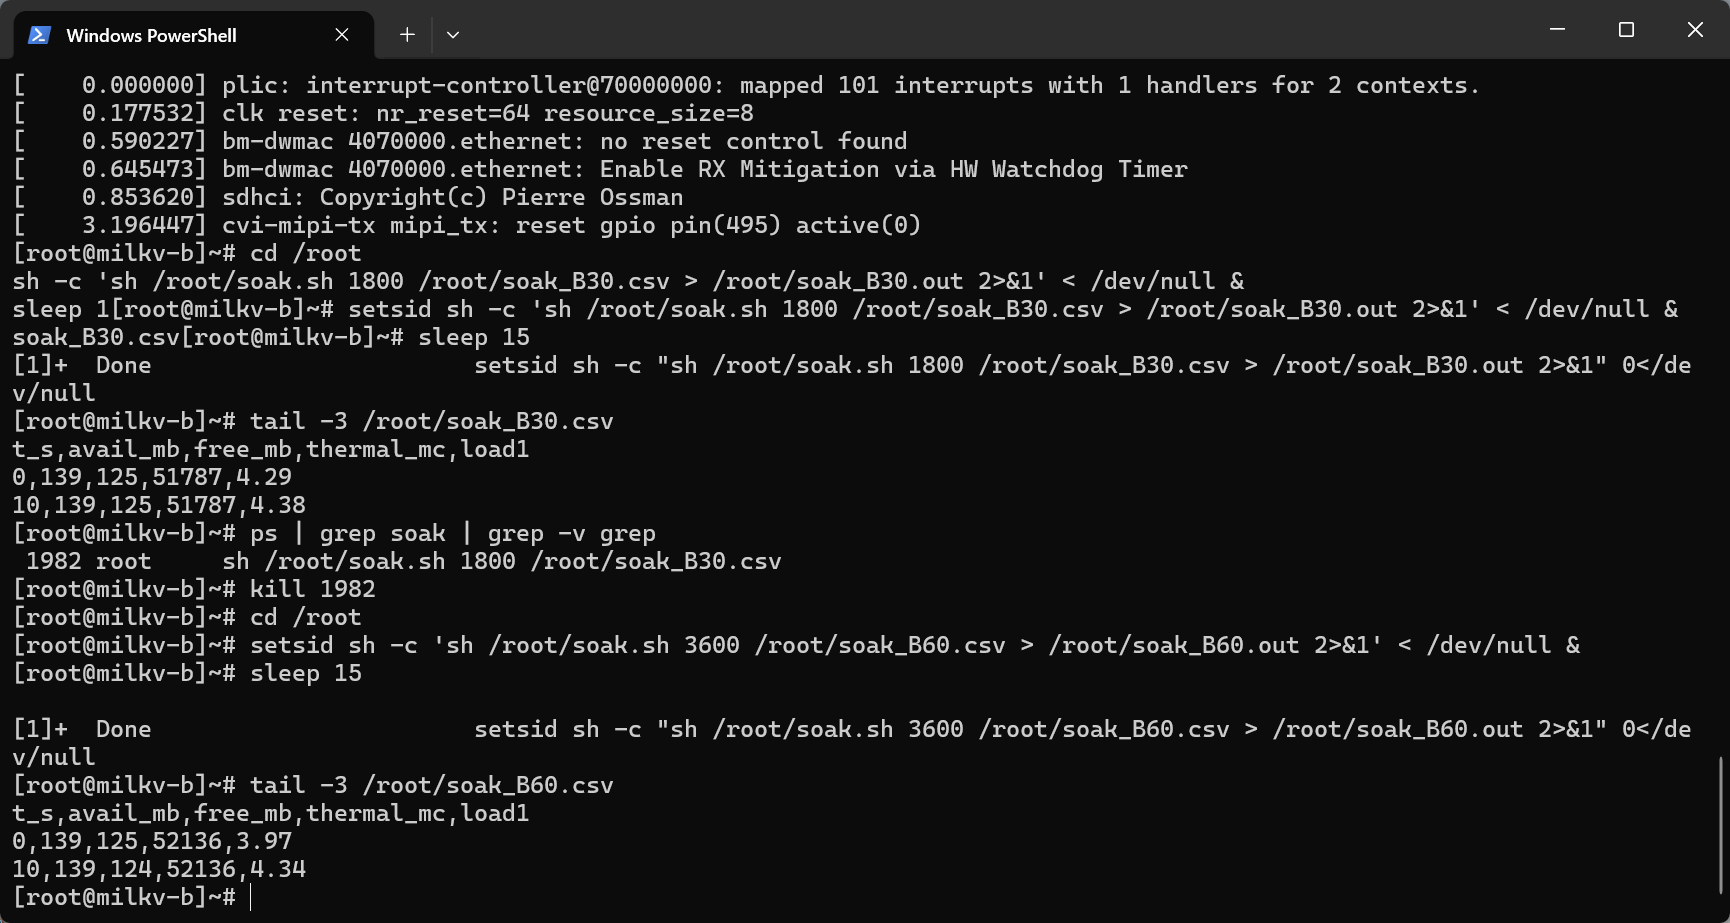 Windows PowerShell
[    0.000000] plic: interrupt-controller@70000000: mapped 101 interrupts with 1 handlers for 2 contexts.
[    0.177532] clk reset: nr_reset=64 resource_size=8
[    0.590227] bm-dwmac 4070000.ethernet: no reset control found
[    0.645473] bm-dwmac 4070000.ethernet: Enable RX Mitigation via HW Watchdog Timer
[    0.853620] sdhci: Copyright(c) Pierre Ossman
[    3.196447] cvi-mipi-tx mipi_tx: reset gpio pin(495) active(0)
[root@milkv-b]~# cd /root
sh -c 'sh /root/soak.sh 1800 /root/soak_B30.csv > /root/soak_B30.out 2>&1' < /dev/null &
sleep 1[root@milkv-b]~# setsid sh -c 'sh /root/soak.sh 1800 /root/soak_B30.csv > /root/soak_B30.out 2>&1' < /dev/null &
soak_B30.csv[root@milkv-b]~# sleep 15
[1]+  Done                       setsid sh -c "sh /root/soak.sh 1800 /root/soak_B30.csv > /root/soak_B30.out 2>&1" 0</de
v/null
[root@milkv-b]~# tail -3 /root/soak_B30.csv
t_s,avail_mb,free_mb,thermal_mc,load1
0,139,125,51787,4.29
10,139,125,51787,4.38
[root@milkv-b]~# ps | grep soak | grep -v grep
 1982 root     sh /root/soak.sh 1800 /root/soak_B30.csv
[root@milkv-b]~# kill 1982
[root@milkv-b]~# cd /root
[root@milkv-b]~# setsid sh -c 'sh /root/soak.sh 3600 /root/soak_B60.csv > /root/soak_B60.out 2>&1' < /dev/null &
[root@milkv-b]~# sleep 15
[1]+  Done                       setsid sh -c "sh /root/soak.sh 3600 /root/soak_B60.csv > /root/soak_B60.out 2>&1" 0</de
v/null
[root@milkv-b]~# tail -3 /root/soak_B60.csv
t_s,avail_mb,free_mb,thermal_mc,load1
0,139,125,52136,3.97
10,139,124,52136,4.34
[root@milkv-b]~#